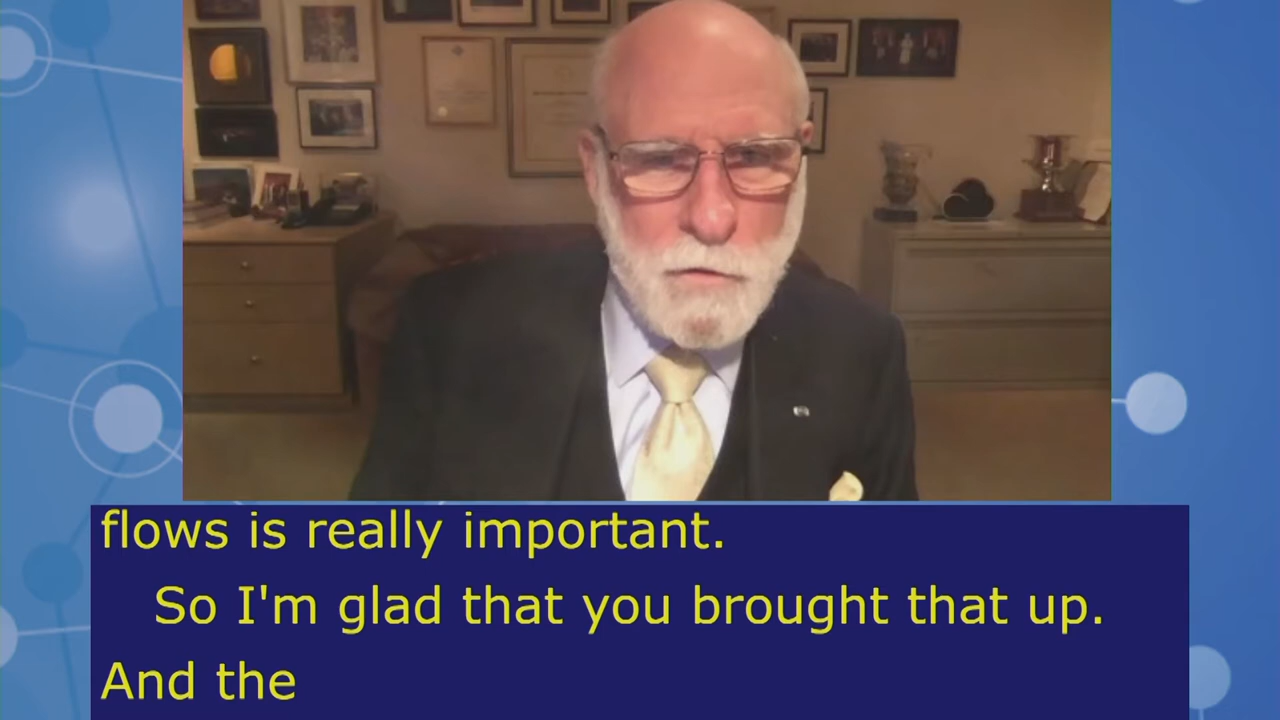 flows is really important.
So I'm glad that you brought that up.
And the